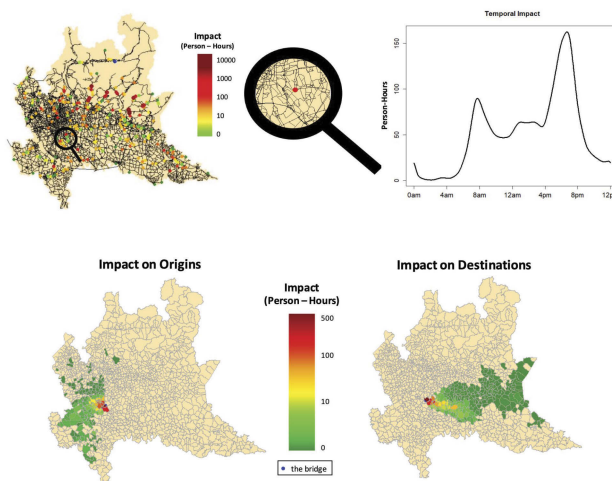 Impact
(Person – Hours)
10000
1000
100
10
0
Temporal Impact
Person-Hours
150
100
50
0
0am
4am
8am
12am
4pm
8pm
12p
Impact on Origins
Impact on Destinations
Impact
(Person – Hours)
500
100
10
0
the bridge